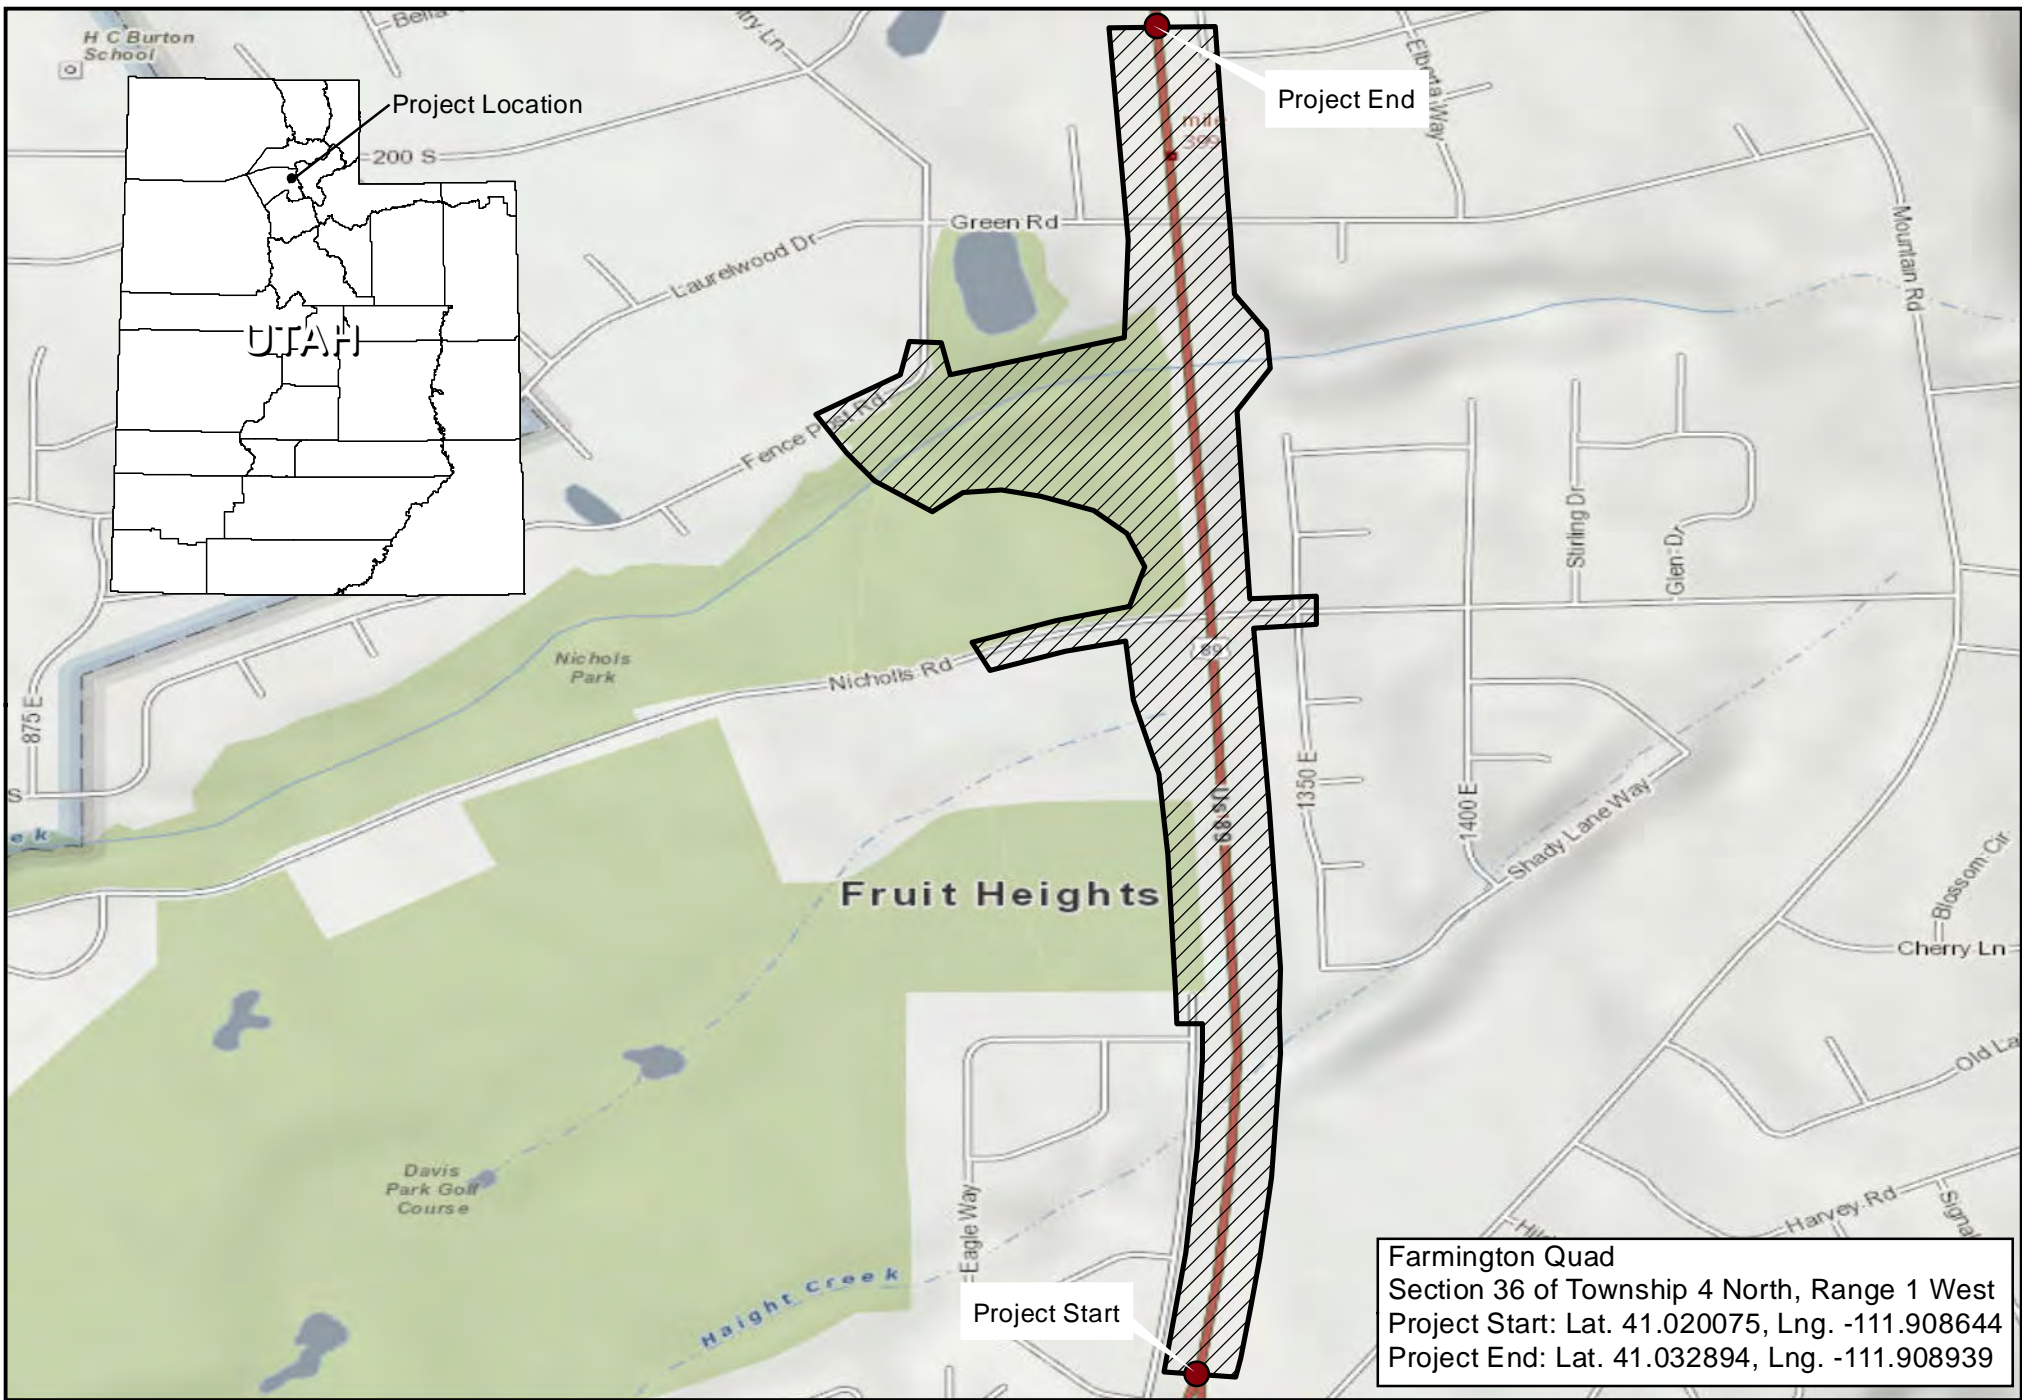 H C Burton
School
Project Location
200 S
UTAH
Project End
mile
399
Elberta Way
Green Rd
Laurelwood Dr
Mountain Rd
Fence Post Rd
Stirling Dr
Glen Dr
Nichols
Park
Nicholls Rd
89
875 E
S
US 89
1350 E
1400 E
Shady Lane Way
Fruit Heights
Blossom Cir
Cherry Ln
Old La
Davis
Park Golf
Course
Eagle Way
Haight Creek
Harvey Rd
Signal
Project Start
Farmington Quad
Section 36 of Township 4 North, Range 1 West
Project Start: Lat. 41.020075, Lng. -111.908644
Project End: Lat. 41.032894, Lng. -111.908939